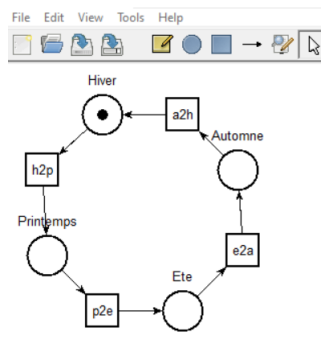 File Edit View Tools Help
Hiver
a2h
Automne
h2p
Printemps
e2a
Ete
p2e